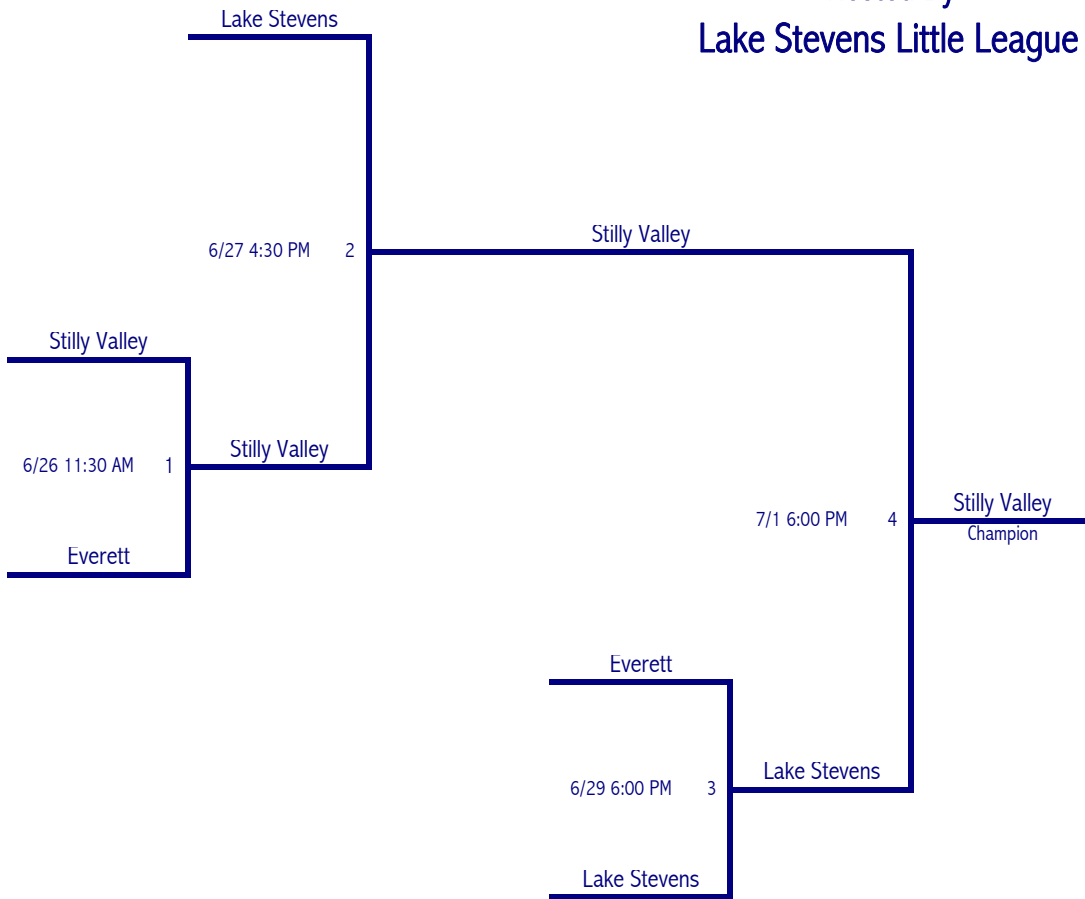 Lake Stevens Little League
Lake Stevens
6/27 4:30 PM 2
Stilly Valley
Stilly Valley
6/26 11:30 AM 1
Stilly Valley
Everett
7/1 6:00 PM 4
Stilly Valley
Champion
Everett
6/29 6:00 PM 3
Lake Stevens
Lake Stevens